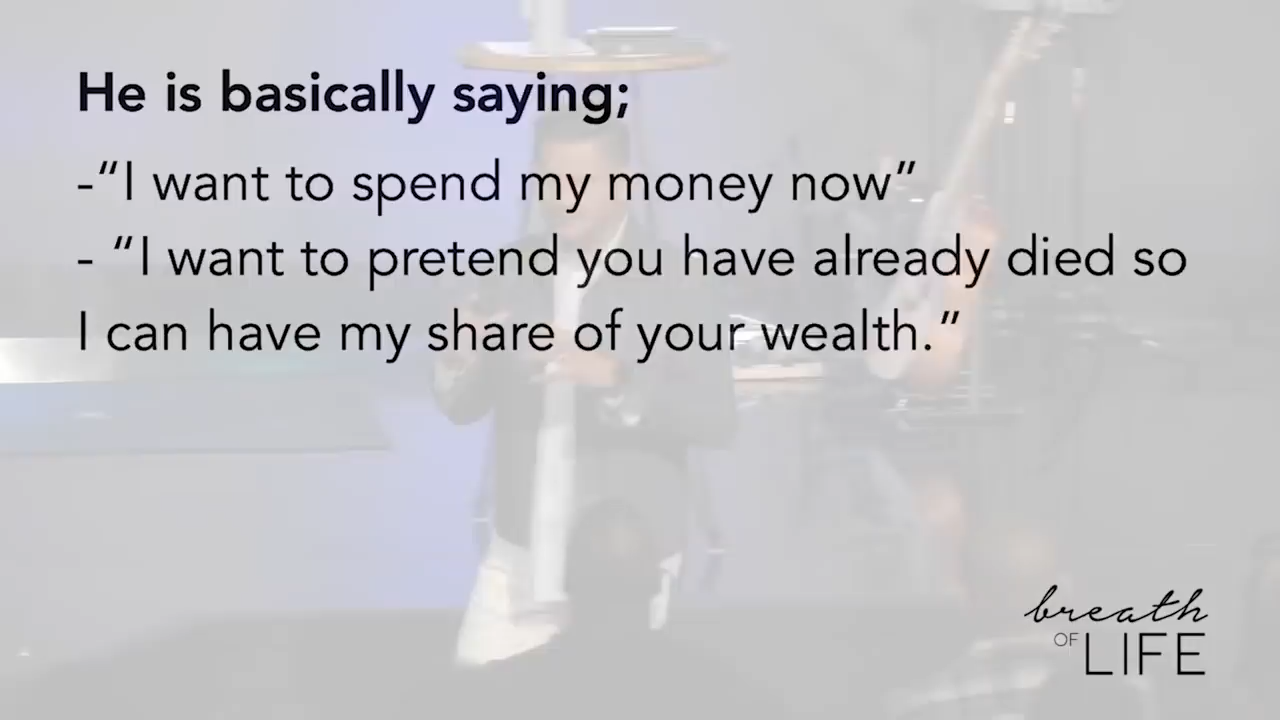 He is basically saying;
-“I want to spend my money now”
- “I want to pretend you have already died so
I can have my share of your wealth.”
breath
OF LIFE